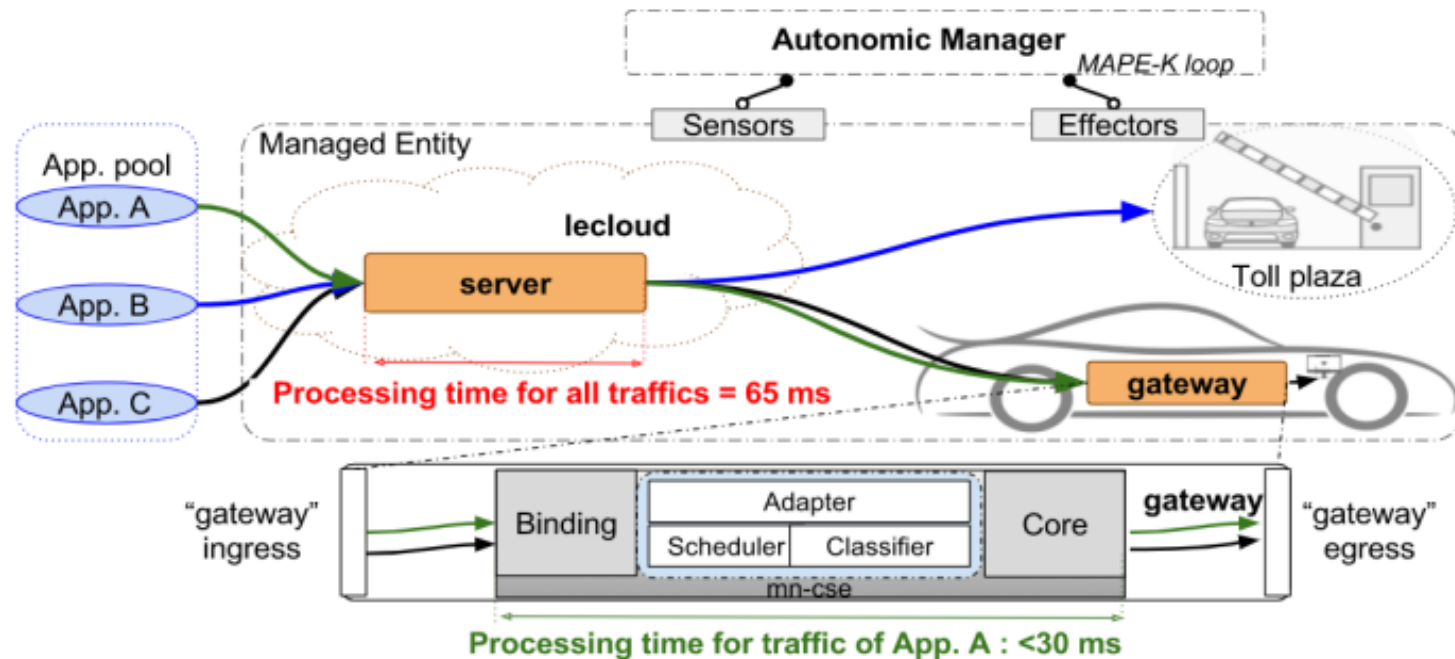 Autonomic Manager
MAPE-K loop
Sensors
Effectors
Managed Entity
App. pool
App. A
App. B
App. C
lecloud
server
Toll plaza
Processing time for all traffics = 65 ms
gateway
“gateway”
ingress
Binding
Adapter
Scheduler
Classifier
Core
mn-cse
gateway
“gateway”
egress
Processing time for traffic of App. A : <30 ms